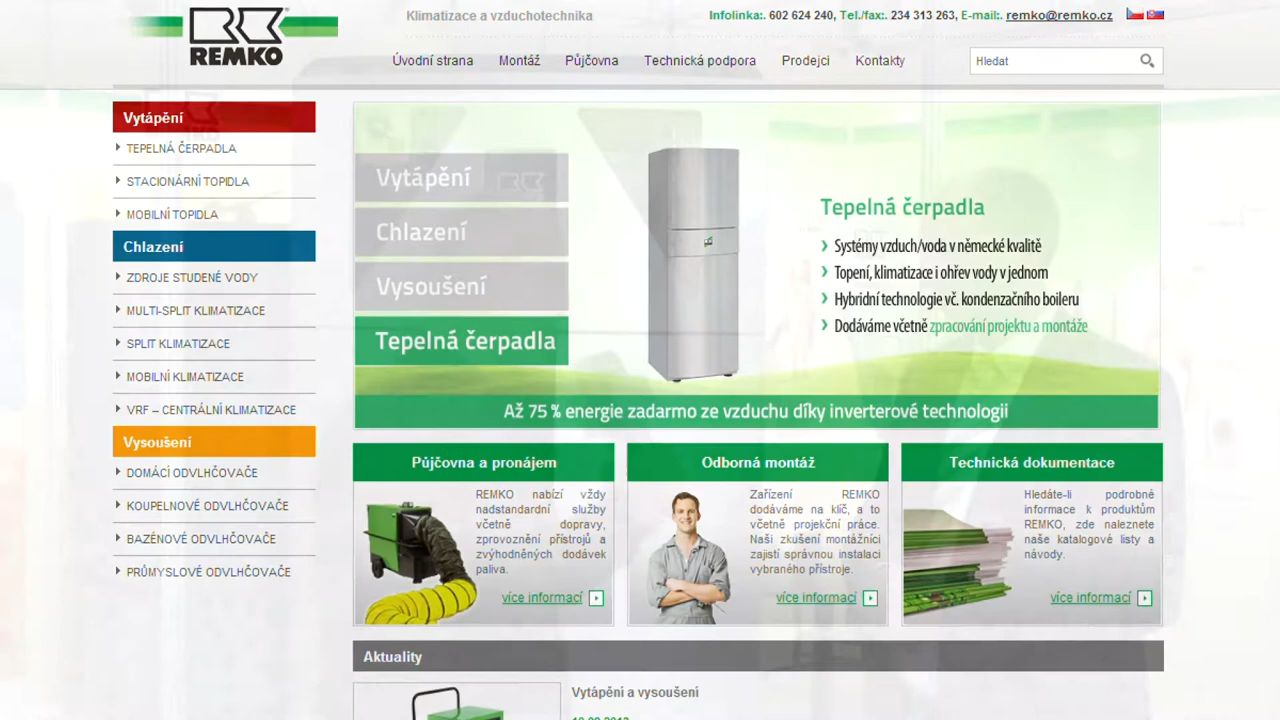 REMKO
Klimatizace a vzduchotechnika
Infolinka:. 602 624 240, Tel./fax:. 234 313 263, E-mail:. remko@remko.cz
Úvodní strana
Montáž
Půjčovna
Technická podpora
Prodejci
Kontakty
Hledat
Vytápění
TEPELNÁ ČERPADLA
STACIONÁRNÍ TOPIDLA
MOBILNÍ TOPIDLA
Chlazení
ZDROJE STUDENÉ VODY
MULTI-SPLIT KLIMATIZACE
SPLIT KLIMATIZACE
MOBILNÍ KLIMATIZACE
VRF – CENTRÁLNÍ KLIMATIZACE
Vysoušení
DOMÁCÍ ODVLHČOVAČE
KOUPELNOVÉ ODVLHČOVAČE
BAZÉNOVÉ ODVLHČOVAČE
PRŮMYSLOVÉ ODVLHČOVAČE
Vytápění
Chlazení
Vysoušení
Tepelná čerpadla
Tepelná čerpadla
Systémy vzduch/voda v německé kvalitě
Topení, klimatizace i ohřev vody v jednom
Hybridní technologie vč. kondenzačního boileru
Dodáváme včetně zpracování projektu a montáže
Až 75 % energie zadarmo ze vzduchu díky inverterové technologii
Půjčovna a pronájem
REMKO nabízí vždy
nadstandardní služby
včetně dopravy,
zprovoznění přístrojů a
zvýhodněných dodávek
paliva.
více informací
Odborná montáž
Zařízení REMKO
dodáváme na klíč, a to
včetně projekční práce.
Naši zkušení montážníci
zajistí správnou instalaci
vybraného přístroje.
více informací
Technická dokumentace
Hledáte-li podrobné
informace k produktům
REMKO, zde naleznete
naše katalogové listy a
návody.
více informací
Aktuality
Vytápění a vysoušení